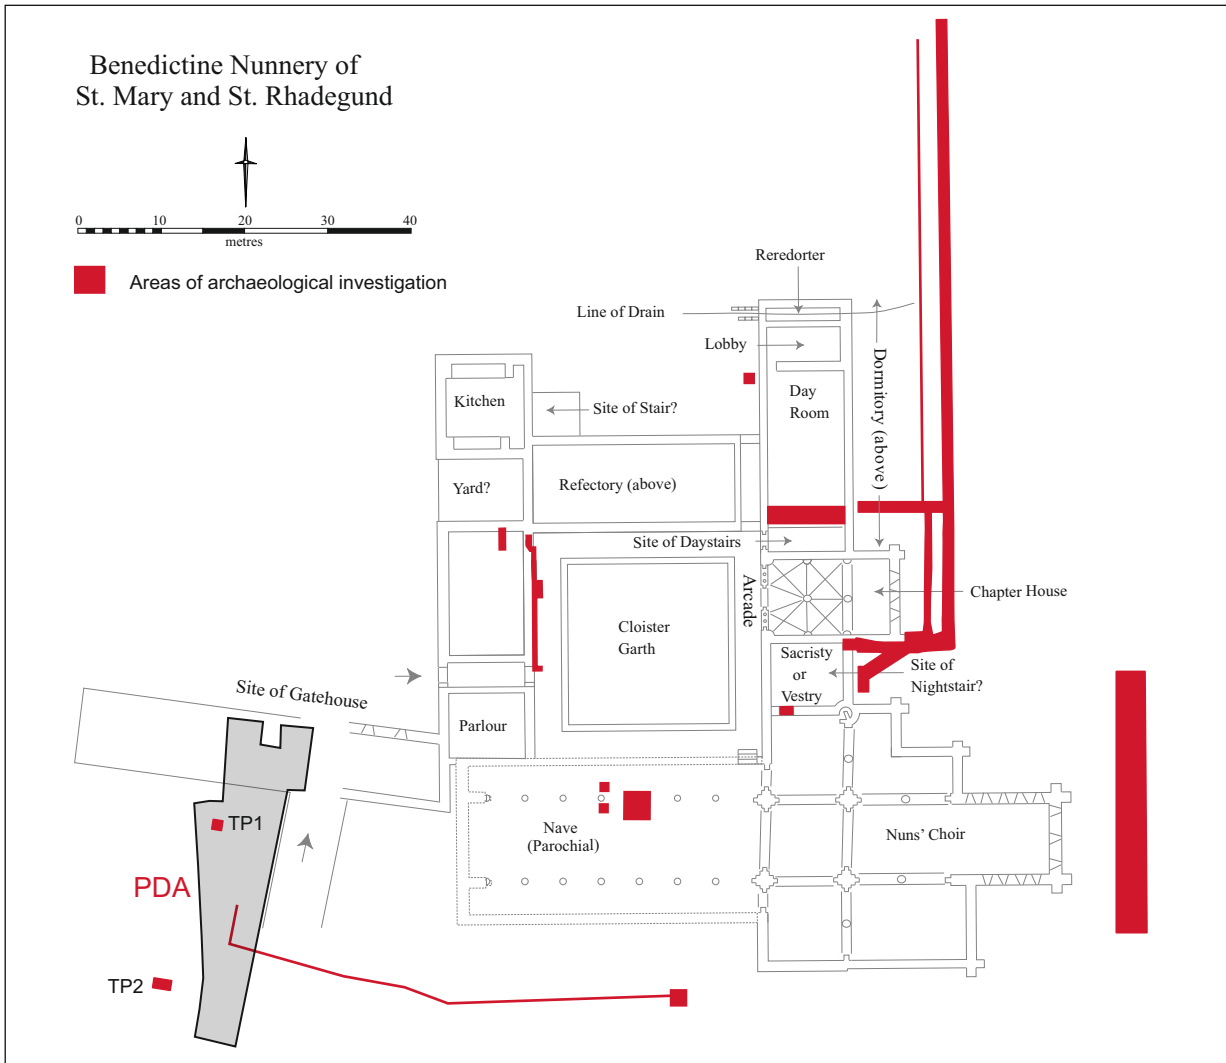 Benedictine Nunnery of
St. Mary and St. Rhadegund
0 10 20 30 40
metres
Areas of archaeological investigation
Reredorter
Line of Drain
Lobby
Dormitory (above)
Day
Room
Kitchen
Site of Stair?
Yard?
Refectory (above)
Site of Daystairs
Arcade
Chapter House
Cloister
Garth
Sacristy
or
Vestry
Site of
Nightstair?
Site of Gatehouse
Parlour
TP1
Nave
(Parochial)
Nuns' Choir
PDA
TP2